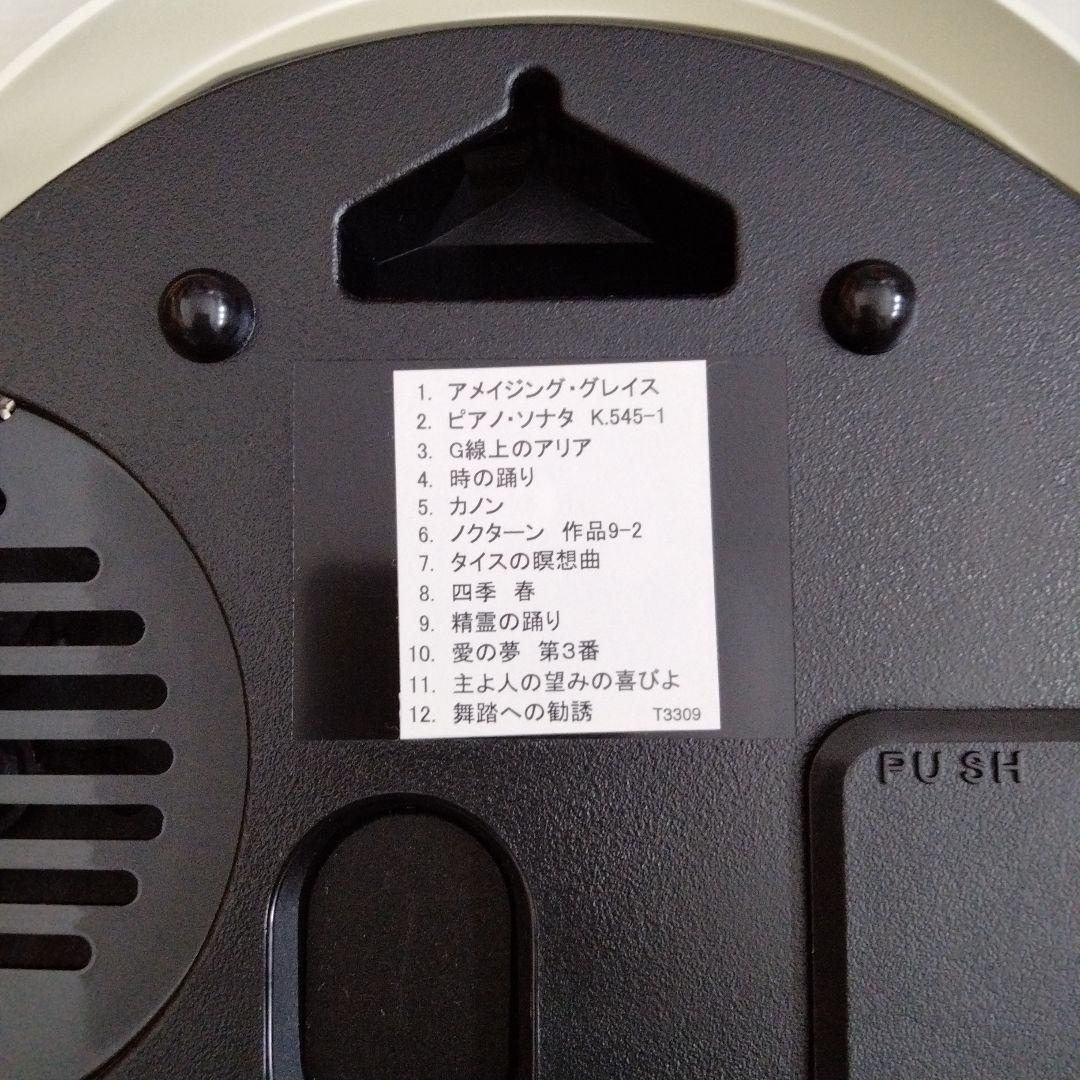 1. アメイジング・グレイス
2. ピアノ・ソナタ K.545-1
3. G線上のアリア
4. 時の踊り
5. カノン
6. ノクターン 作品9-2
7. タイスの瞑想曲
8. 四季 春
9. 精霊の踊り
10. 愛の夢 第3番
11. 主よ人の望みの喜びよ
12. 舞踏への勧誘 T3309
PUSH